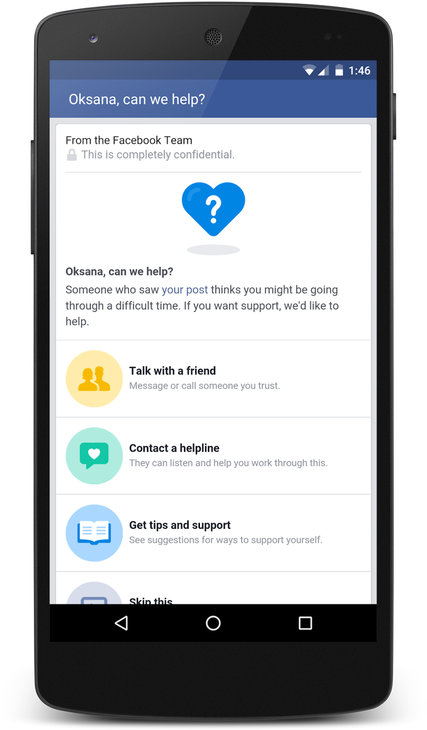 1:46
Oksana, can we help?
From the Facebook Team
This is completely confidential.
?
Oksana, can we help?
Someone who saw your post thinks you might be going
through a difficult time. If you want support, we'd like to
help.
Talk with a friend
Message or call someone you trust.
Contact a helpline
They can listen and help you work through this.
Get tips and support
See suggestions for ways to support yourself.
Skip this